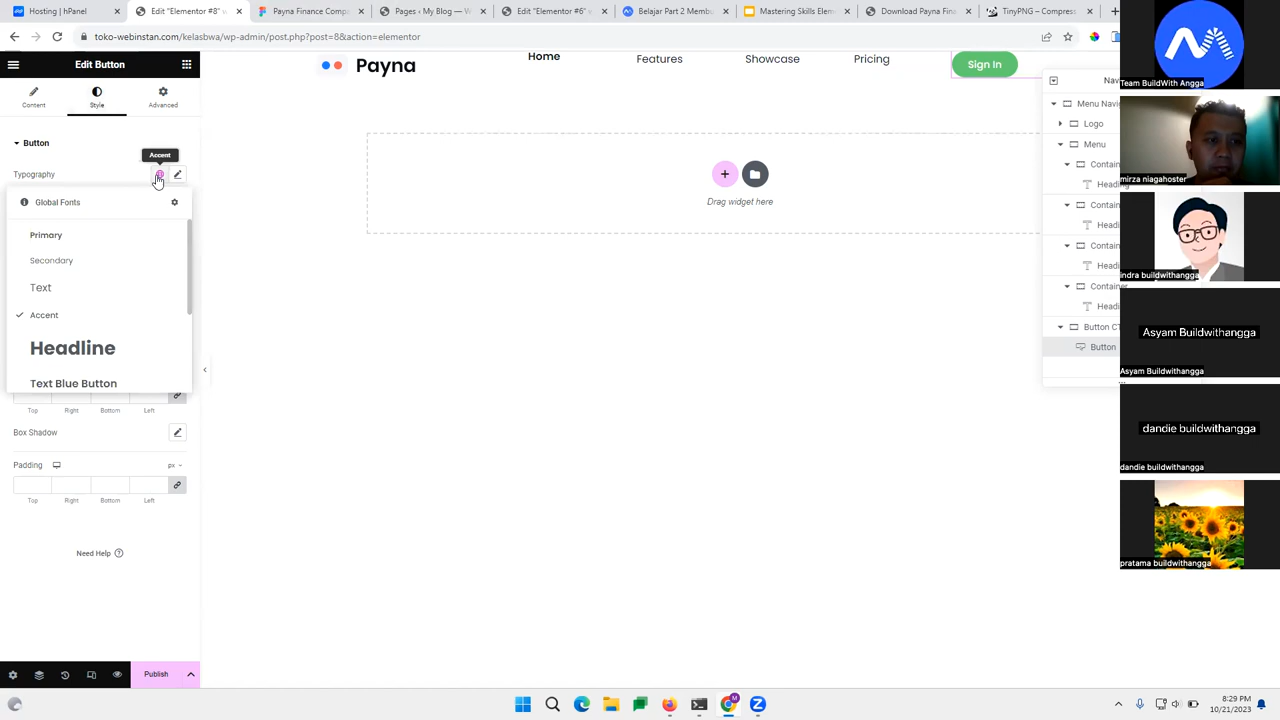 Hosting | hPanel
Edit "Elementor #8"
Payna Finance Comp
Pages ‹ My Blog — W
Edit "Elementor #6"
Belajar Part 2 Memb
Mastering Skills Elem
Download Payna Fina
TinyPNG – Compress
toko-webinstan.com/kelasbwa/wp-admin/post.php?post=8&action=elementor
Edit Button
Content
Style
Advanced
Button
Accent
Typography
Global Fonts
Primary
Secondary
Text
Accent
Headline
Text Blue Button
Top
Right
Bottom
Left
Box Shadow
Padding
px
Top
Right
Bottom
Left
Need Help
Publish
Payna
Home
Features
Showcase
Pricing
Sign In
Drag widget here
Nav
Menu Navi
Logo
Menu
Contain
Headin
Contain
Headi
Contain
Headi
Container
Headi
Button CT
Button
Team BuildWith Angga
mirza niagahoster
indra buildwithangga
Asyam Buildwithangga
Asyam Buildwithangga
dandie buildwithangga
dandie buildwithangga
pratama buildwithangga
8:29 PM
10/21/2023